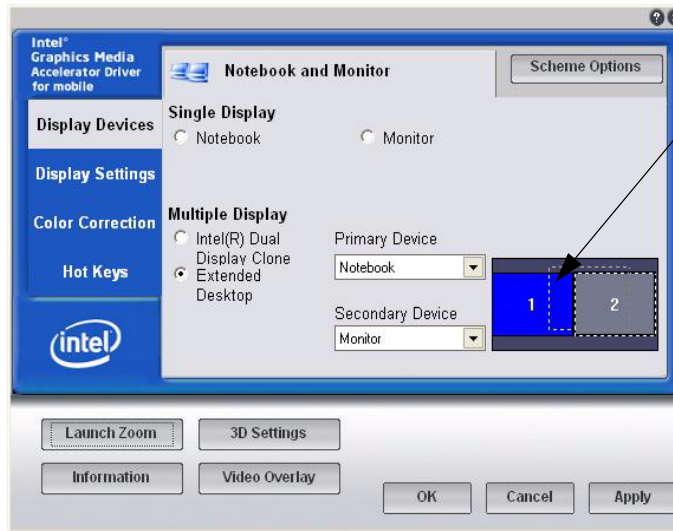 Intel®
Graphics Media
Accelerator Driver
for mobile
Notebook and Monitor
Scheme Options
Display Devices
Display Settings
Color Correction
Hot Keys
intel
Single Display
Notebook
Monitor
Multiple Display
Intel(R) Dual
Display Clone
Extended
Desktop
Primary Device
Notebook
Secondary Device
Monitor
1
2
Launch Zoom
3D Settings
Information
Video Overlay
OK
Cancel
Apply